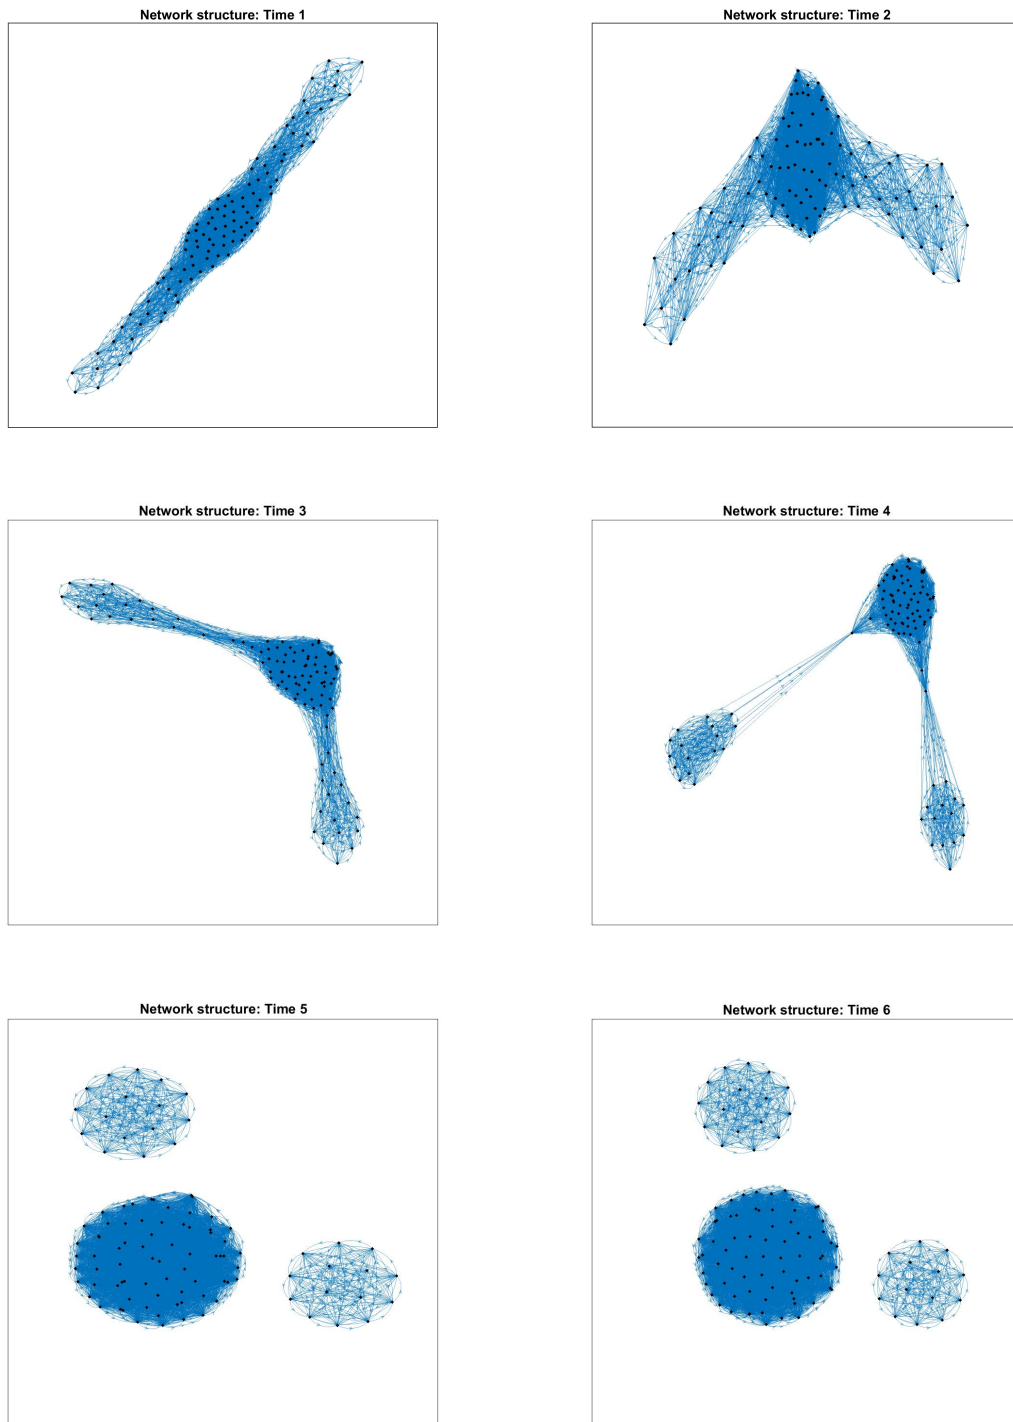 Network structure: Time 1
Network structure: Time 2
Network structure: Time 3
Network structure: Time 4
Network structure: Time 5
Network structure: Time 6